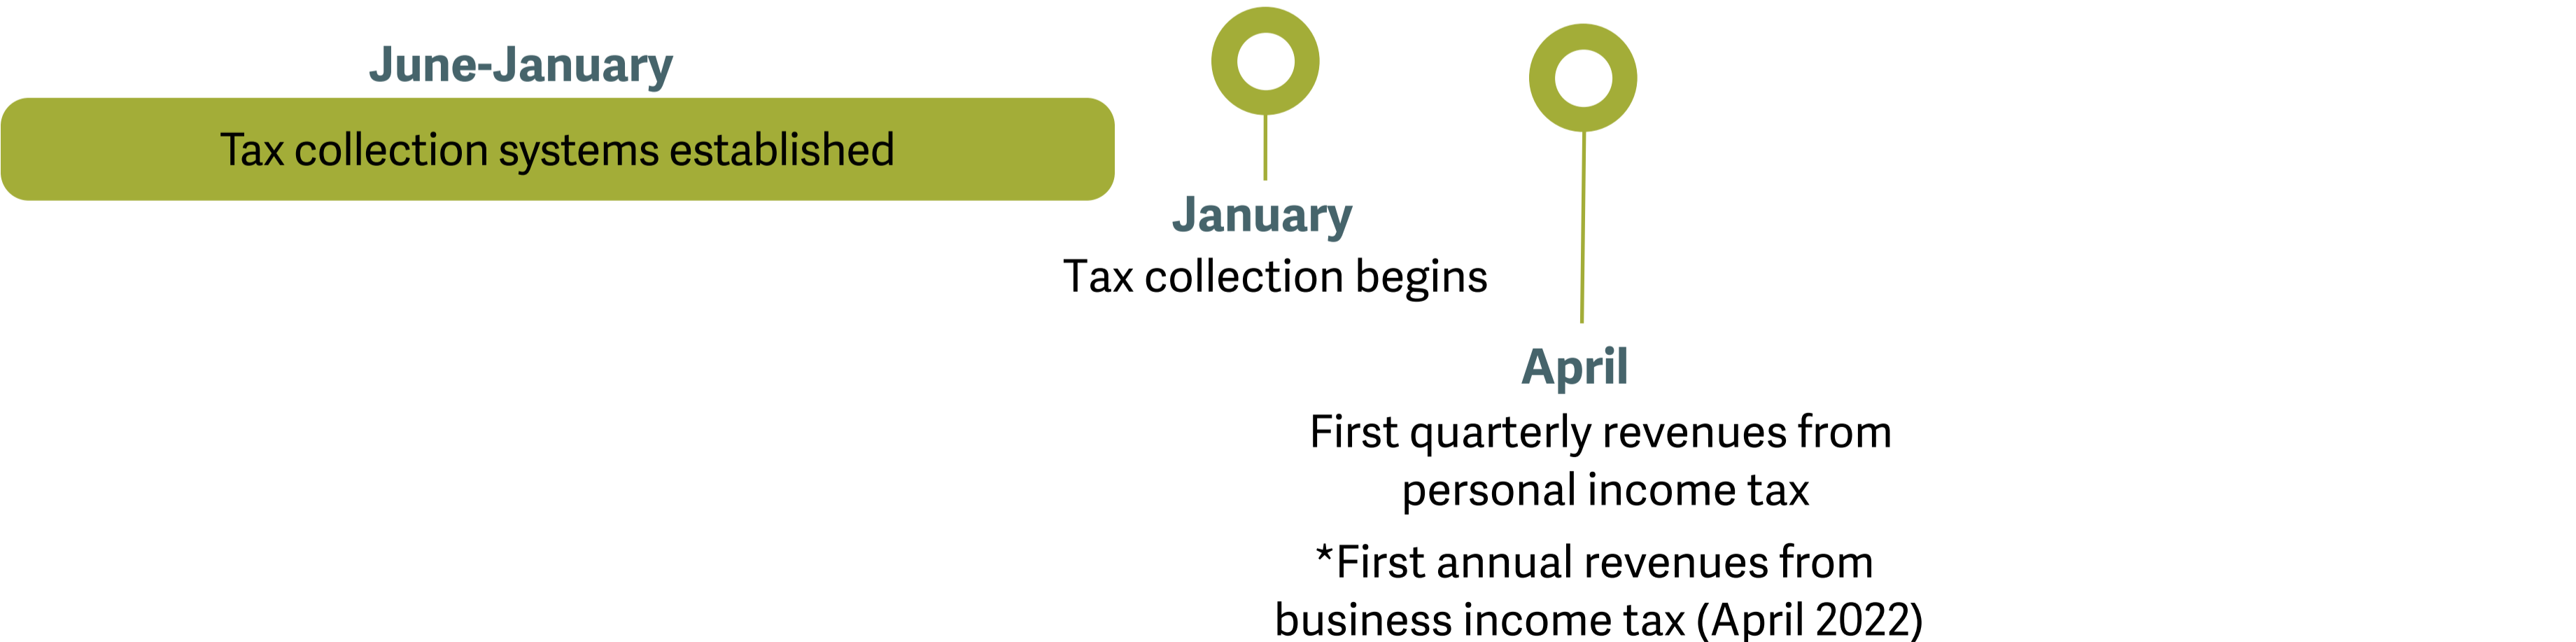 June-January
Tax collection systems established
January
Tax collection begins
April
First quarterly revenues from
personal income tax
*First annual revenues from
business income tax (April 2022)